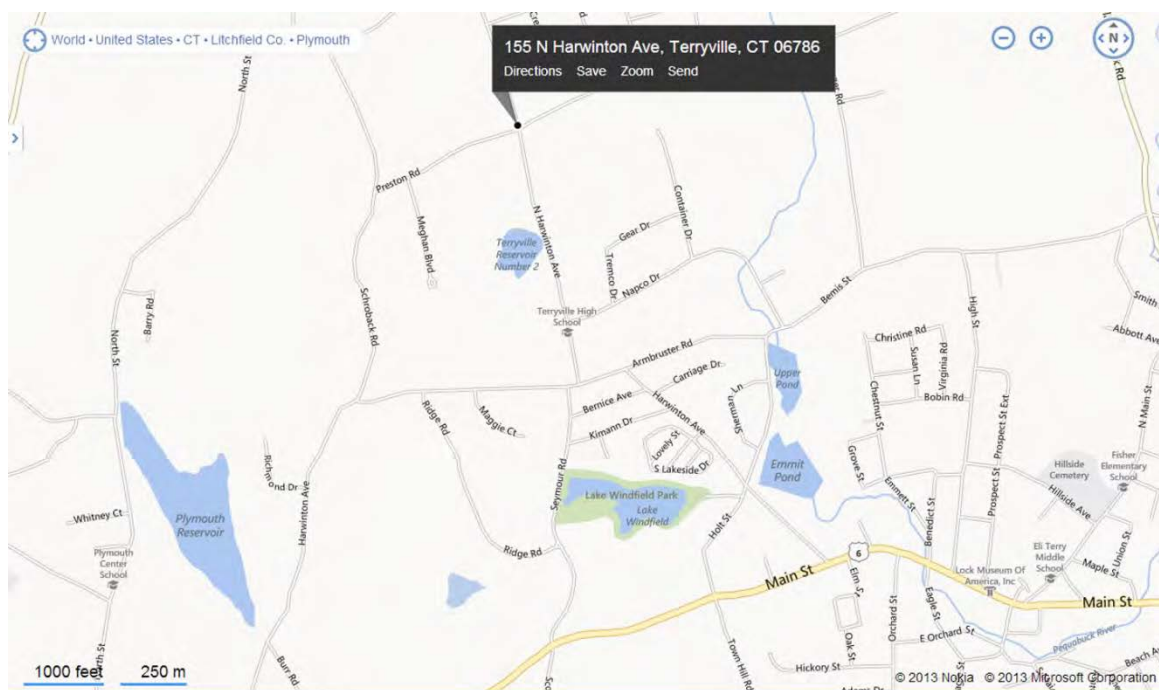 World • United States • CT • Litchfield Co. • Plymouth
155 N Harwinton Ave, Terryville, CT 06786
Directions Save Zoom Send
N
North St
Preston Rd
Meghan Blvd
Terryville
Reservoir
Number 2
N Harwinton Ave
Container Dr
Gear Dr
Tremco Dr
Napco Dr
Terryville High
School
Bemis St
Schroback Rd
Barry Rd
North St
High St
Smith
Abbott Ave
Christine Rd
Susan Ln
Virginia Rd
Bobin Rd
Armbruster Rd
Carriage Dr
Bernice Ave
Harwinton Ave
Kimann Dr
Sherman Ln
Upper
Pond
Chestnut St
Prospect St Ext
N Main St
Ridge Rd
Maggie Ct
Lovely St
S Lakeside Dr
Emmit
Pond
Grove St
Emmett St
Hillside
Cemetery
Fisher
Elementary
School
Hillside Ave
Richmond Dr
Seymour Rd
Lake Windfield Park
Lake
Windfield
Plymouth
Reservoir
Whitney Ct
Harwinton Ave
Holt St
Benedict St
Prospect St
Plymouth
Center
School
Ridge Rd
6
Main St
Elm St
Lock Museum Of
America, Inc
Eli Terry
Middle
School
Union St
Maple St
Main St
Eagle St
Orchard St
E Orchard St
Oak St
Pequabuck River
Town Hill Rd
Hickory St
Beach Av
Burr Rd
1000 feet 250 m
© 2013 Nokia © 2013 Microsoft Corporation